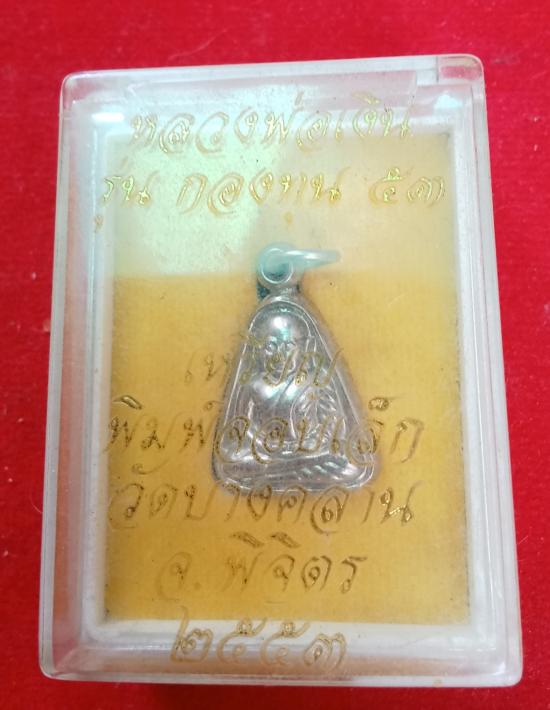 หลวงพ่อเงิน
รุ่น กองทุน ๕๓
เหรียญ
พิมพ์จอบเล็ก
วัดบางคลาน
จ. พิจิตร
๒๕๕๓